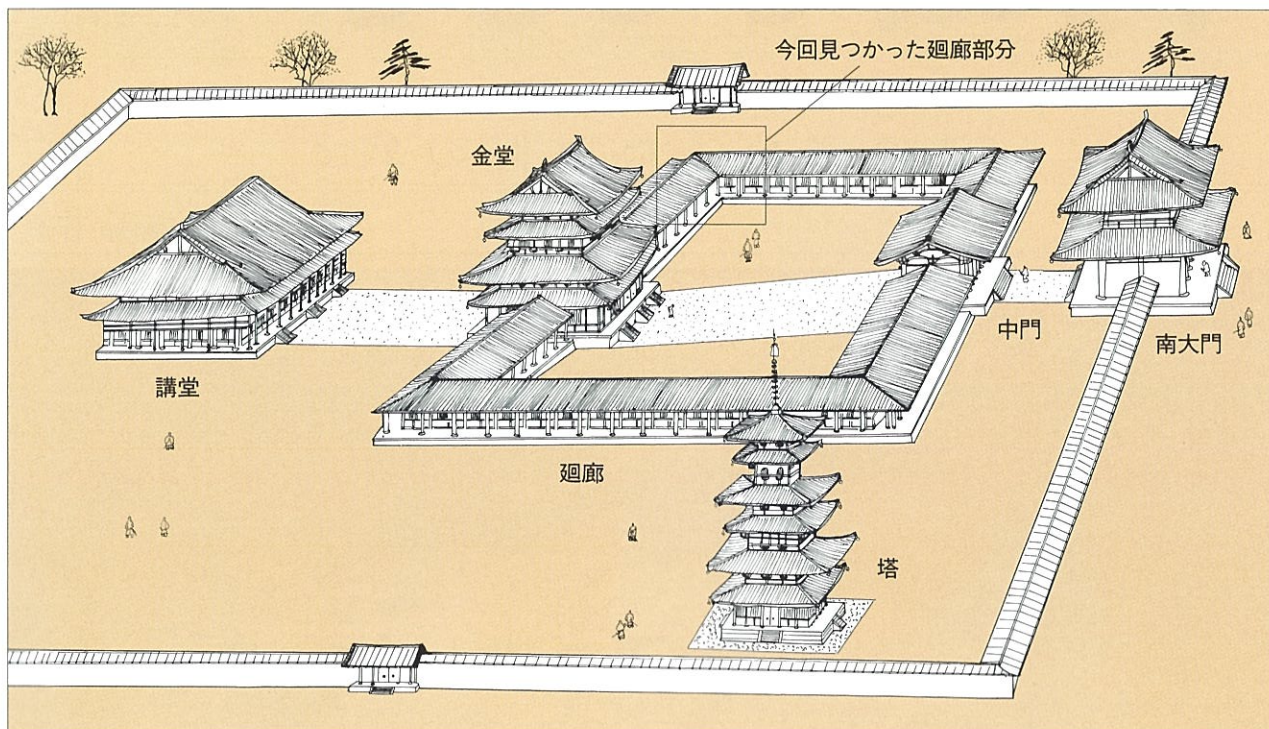 今回見つかった廻廊部分
金堂
講堂
中門
南大門
廻廊
塔